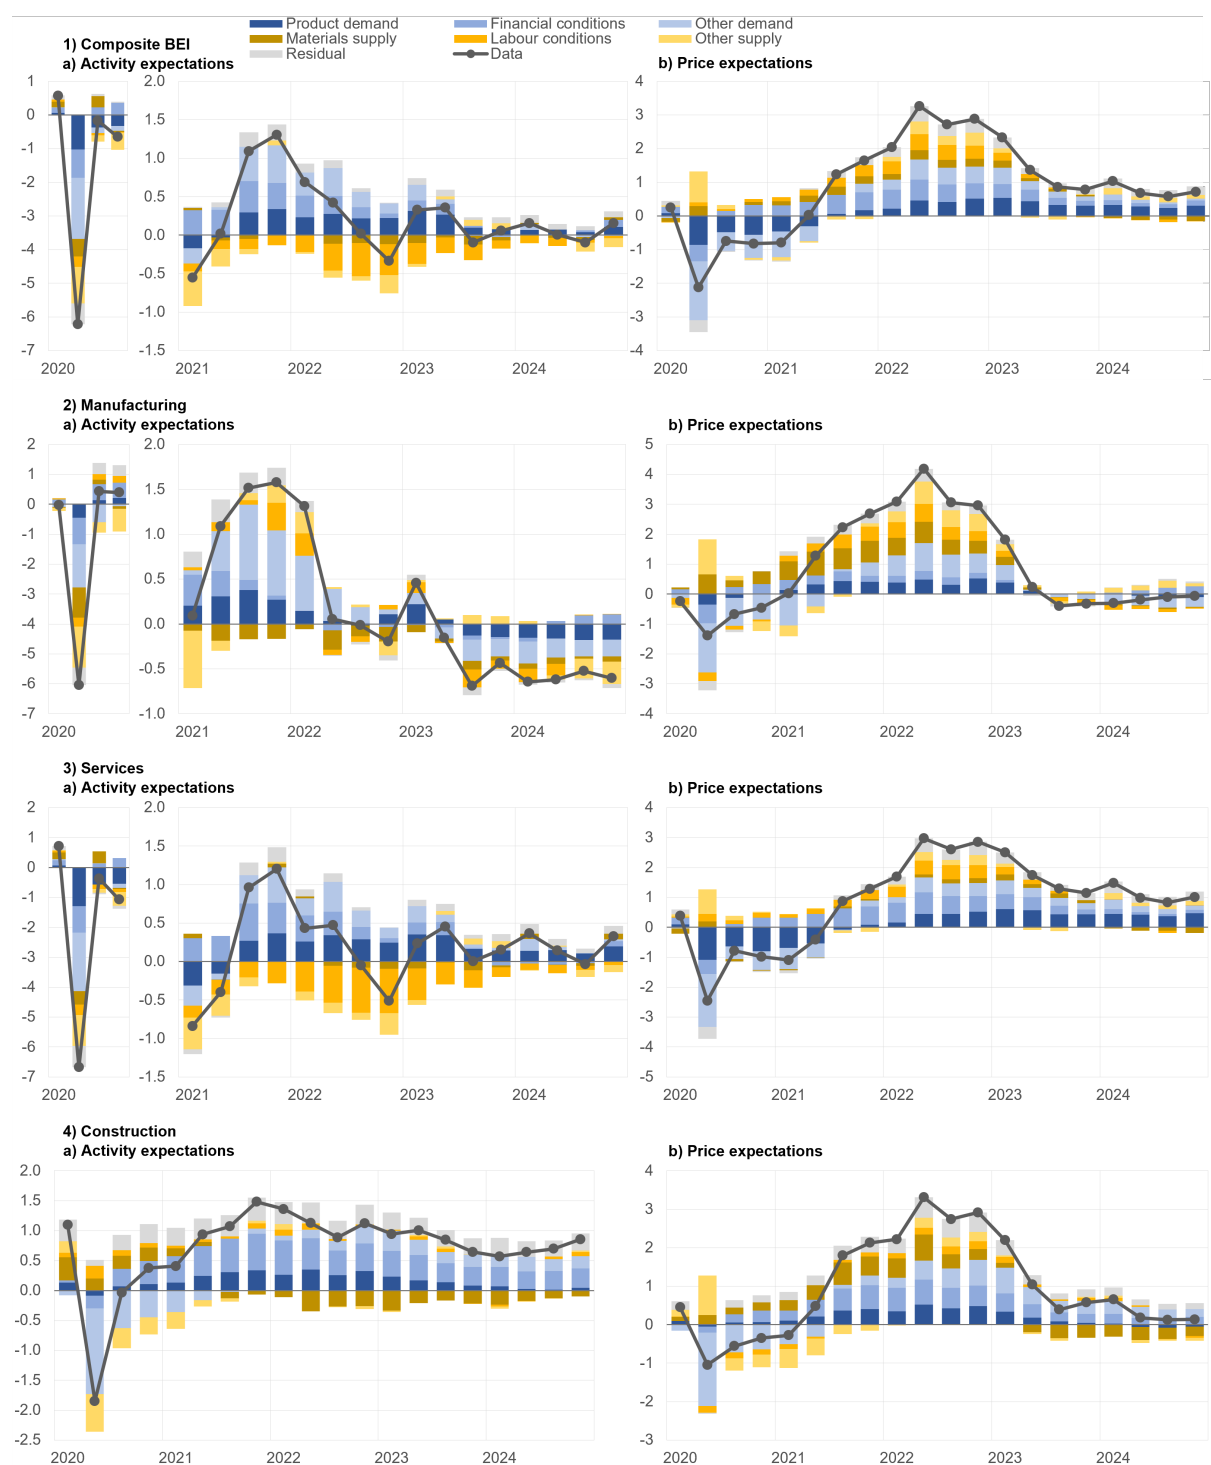 Product demand Financial conditions Other demand
Materials supply Labour conditions Other supply
Residual Data
1) Composite BEI
a) Activity expectations b) Price expectations
1 2.0 4
0 1.5 3
-1 1.0 2
-2 0.5 1
-3 0.0 0
-4 -0.5 -1
-5 -1.0 -2
-6 -3
-7 -1.5 -4
2020 2021 2022 2023 2024 2020 2021 2022 2023 2024
2) Manufacturing
a) Activity expectations b) Price expectations
2 2.0 5
1 1.5 4
0 1.0 3
-1 0.5 2
-2 0.0 1
-3 -0.5 0
-4 -1
-5 -2
-6 -3
-7 -1.0 -4
2020 2021 2022 2023 2024 2020 2021 2022 2023 2024
3) Services
a) Activity expectations b) Price expectations
2 2.0 4
1 1.5 3
0 1.0 2
-1 0.5 1
-2 0.0 0
-3 -0.5 -1
-4 -1.0 -2
-5 -3
-6 -4
-7 -1.5 -5
2020 2021 2022 2023 2024 2020 2021 2022 2023 2024
4) Construction
a) Activity expectations b) Price expectations
2.0 4
1.5 3
1.0 2
0.5 1
0.0 0
-0.5 -1
-1.0 -2
-1.5
-2.0
-2.5 -3
2020 2021 2022 2023 2024 2020 2021 2022 2023 2024